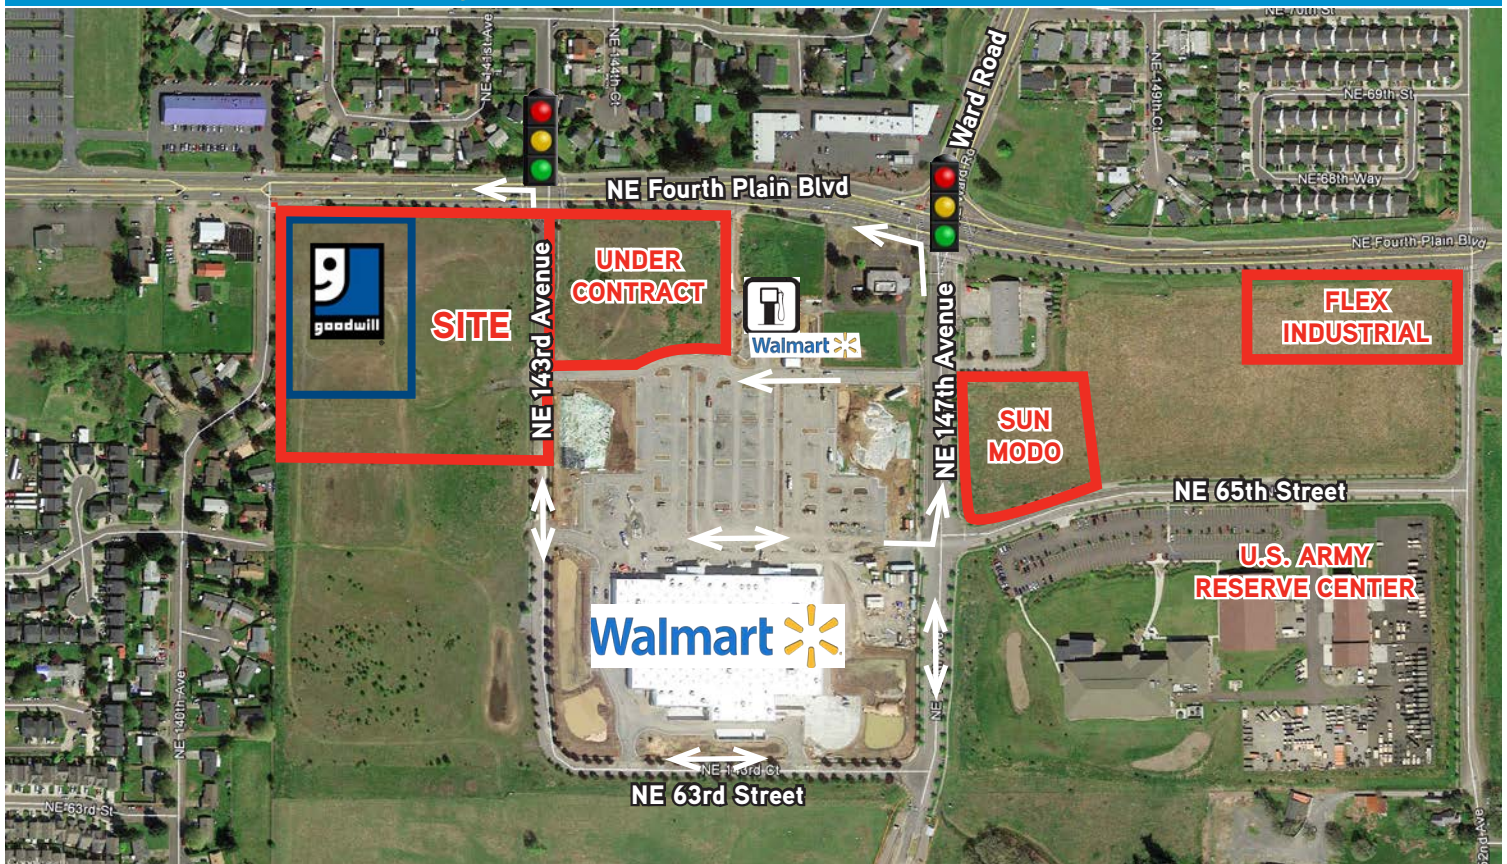 NE 70th St
NE 141st Ave
NE 144th Ct
Ward Road
NE 149th Ct
NE 69th St
NE 68th Way
NE Fourth Plain Blvd
NE Fourth Plain Blvd
goodwill
SITE
NE 143rd Avenue
UNDER
CONTRACT
Walmart
NE 147th Avenue
FLEX
INDUSTRIAL
SUN
MODO
NE 65th Street
U.S. ARMY
RESERVE CENTER
Walmart
NE 140th Ave
NE 143rd Ct
NE 63rd Street
NE 63rd St